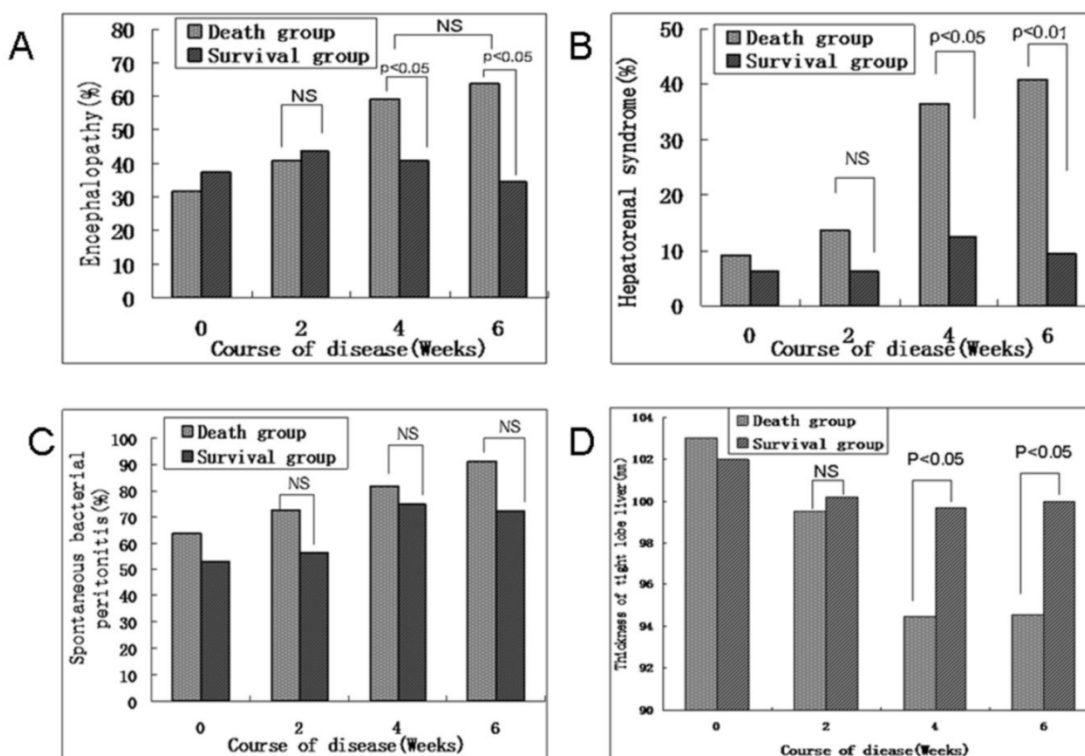 A
Encephalopathy(%)
80
70
60
50
40
30
20
10
0
Death group
Survival group
NS
NS
p<0.05
p<0.05
0 2 4 6
Course of disease(Weeks)
B
Hepatorenal syndrome(%)
50
40
30
20
10
0
Death group
Survival group
NS
p<0.05
p<0.01
0 2 4 6
Course of diease(Weeks)
C
Spontaneous bacterial
peritonitis(%)
100
90
80
70
60
50
40
30
20
10
0
Death group
Survival group
NS
NS
NS
0 2 4 6
Course of disease(Weeks)
D
Thickness of tight lobe liver(mm)
104
102
100
98
96
94
92
90
Death group
Survival group
NS
P<0.05
P<0.05
0 2 4 6
Course of disease(Weeks)